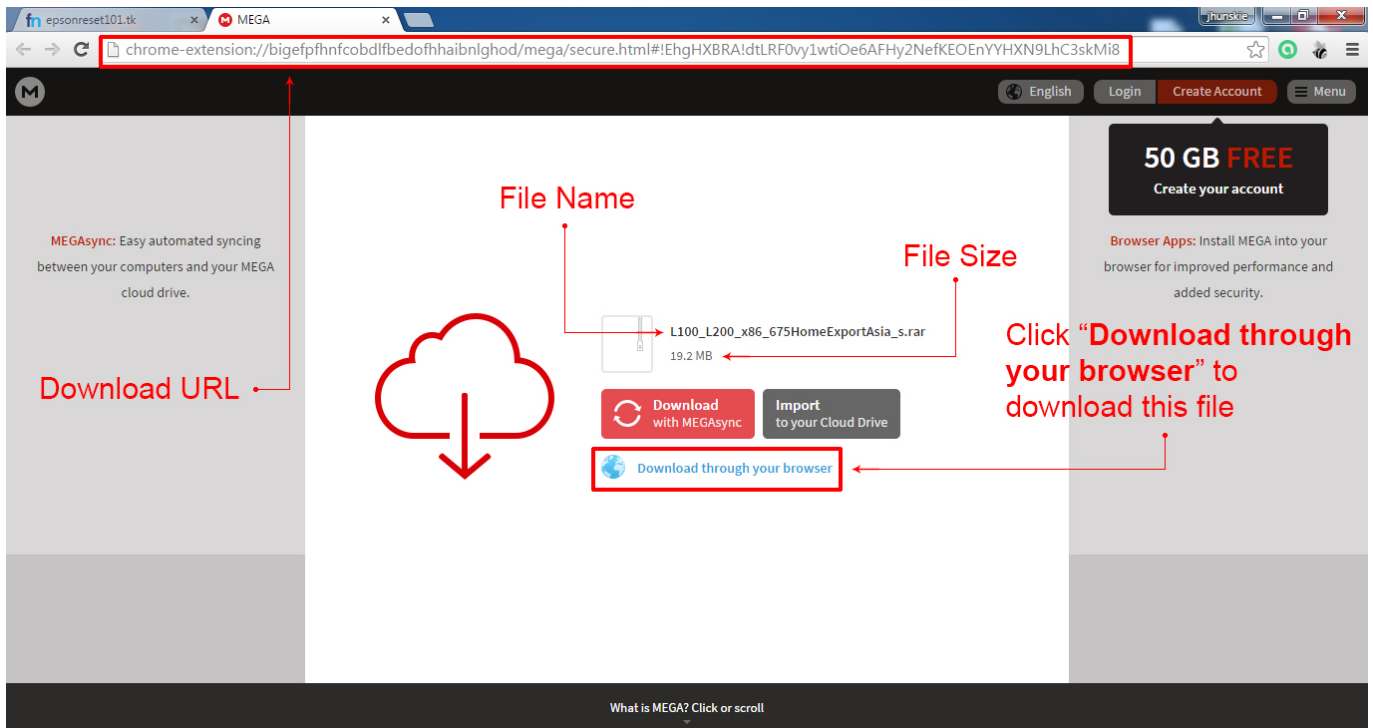 epsonreset101.tk
MEGA
jhunskie
chrome-extension://bigefpfhnfcobdlfbedofhhaibnlghod/mega/secure.html#!EhgHXBRA!dtLRF0vy1wtiOe6AFHy2NefKEOEnYYHXN9LhC3skMi8
M
English
Login
Create Account
Menu
50 GB FREE
Create your account
File Name
MEGAsync: Easy automated syncing
between your computers and your MEGA
cloud drive.
Browser Apps: Install MEGA into your
browser for improved performance and
added security.
File Size
L100_L200_x86_675HomeExportAsia_s.rar
19.2 MB
Click “Download through
your browser” to
download this file
Download URL
Download
with MEGAsync
Import
to your Cloud Drive
Download through your browser
What is MEGA? Click or scroll